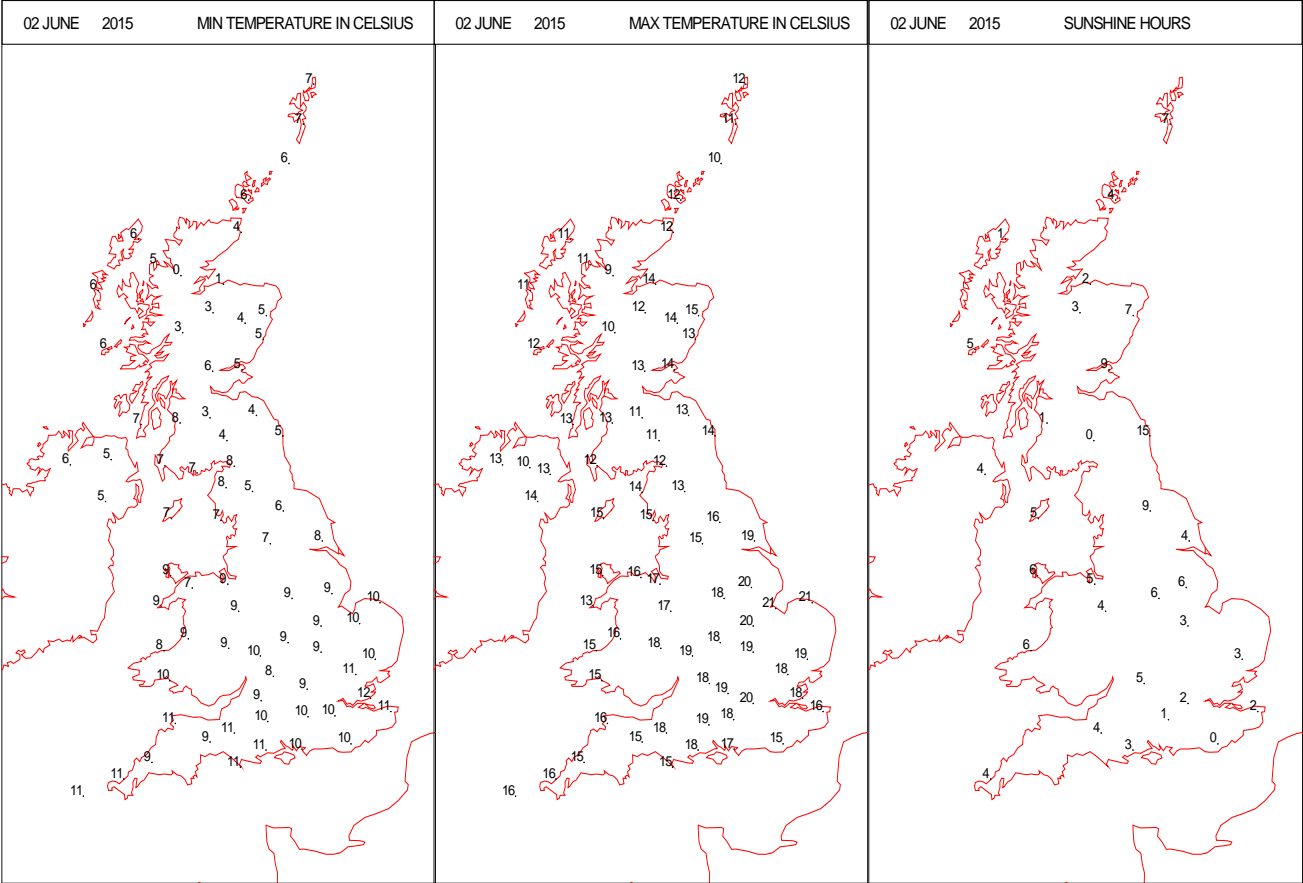 02 JUNE 2015 MIN TEMPERATURE IN CELSIUS
7
7
6
6
4
6
5 0
6 1
3 4 5
3 5
6
6 5
7 8 3 4
4 5
6 5 7 7 8
5 8 5
7 7 6
7 8
9 7 9 9 9
9 9 9 10
10
8 9 9 10 9 9 10
10 8 9 11
9 12
11 11 10 10 10 11
9 11 10 10
9 11
11
11
02 JUNE 2015 MAX TEMPERATURE IN CELSIUS
12
11
10
12
12
11
11 9
11 14
12 14 15
10 13
12
13 14
13 13 11 13
11 14
13 10 13 12 12
14 14 13
15 15 16
15 19
15 16 17 18 20
13 17 21 21
20
15 16 18 19 18 19 19
15 18 19 18
20 18
16 18 19 18 16
15 18 17 15
15 15
16
16
02 JUNE 2015 SUNSHINE HOURS
7
4
1
2
3 7
5
9
1 0 15
4
5 9
4
6 5 6 6
4 3
6 3
5
2 2
4 1
3 0
4